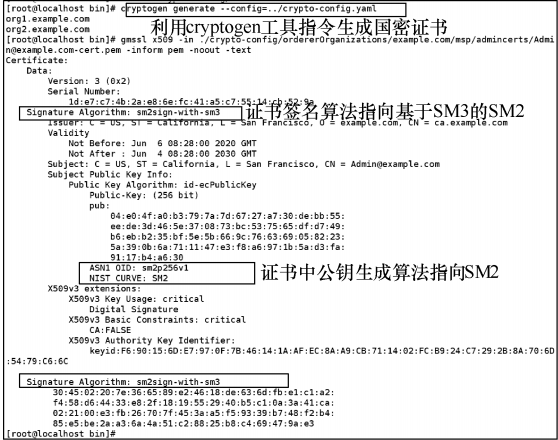 [root@localhost bin]# cryptogen generate --config=../crypto-config.yaml
org1.example.com
org2.example.com
利用cryptogen工具指令生成国密证书
[root@localhost bin]# gmssl x509 -in ./crypto-config/ordererOrganizations/example.com/msp/admincerts/Admi
n@example.com-cert.pem -inform pem -noout -text
Certificate:
Data:
Version: 3 (0x2)
Serial Number:
1d:e7:c7:4b:2a:e8:6e:fc:41:a5:c7:55:14:cb:52:9a
Signature Algorithm: sm2sign-with-sm3
证书签名算法指向基于SM3的SM2
Issuer: C = US, ST = California, L = San Francisco, O = example.com, CN = ca.example.com
Validity
Not Before: Jun  6 08:28:00 2020 GMT
Not After : Jun  4 08:28:00 2030 GMT
Subject: C = US, ST = California, L = San Francisco, CN = Admin@example.com
Subject Public Key Info:
Public Key Algorithm: id-ecPublicKey
Public-Key: (256 bit)
pub:
04:e0:4f:a0:b3:79:7a:7d:67:27:a7:30:de:bb:55:
ee:de:3d:46:5e:37:08:73:bc:53:75:65:df:d7:49:
b6:eb:b2:35:bf:5e:5b:66:9c:76:63:69:05:82:23:
5a:39:0b:6a:71:11:47:e3:f8:a6:97:1b:5a:d3:fa:
91:17:b4:a6:30
ASN1 OID: sm2p256v1
NIST CURVE: SM2
证书中公钥生成算法指向SM2
X509v3 extensions:
X509v3 Key Usage: critical
Digital Signature
X509v3 Basic Constraints: critical
CA:FALSE
X509v3 Authority Key Identifier:
keyid:F6:90:15:6D:E7:97:0F:7B:46:14:1A:AF:EC:8A:A9:CB:71:14:02:FC:B9:24:C7:29:2B:8A:70:6D
:54:79:C6:6C
Signature Algorithm: sm2sign-with-sm3
30:45:02:20:7e:36:65:89:e2:46:18:de:63:6d:fb:e1:c1:a2:
f4:58:d6:44:33:e8:2f:18:19:55:29:40:b5:c1:0a:3a:41:ca:
02:21:00:e3:fb:26:70:7f:45:3a:a5:f5:93:39:b7:48:f2:b4:
85:e5:be:2a:a3:6a:4a:51:c2:88:25:b8:c4:69:47:9a:e3
[root@localhost bin]#